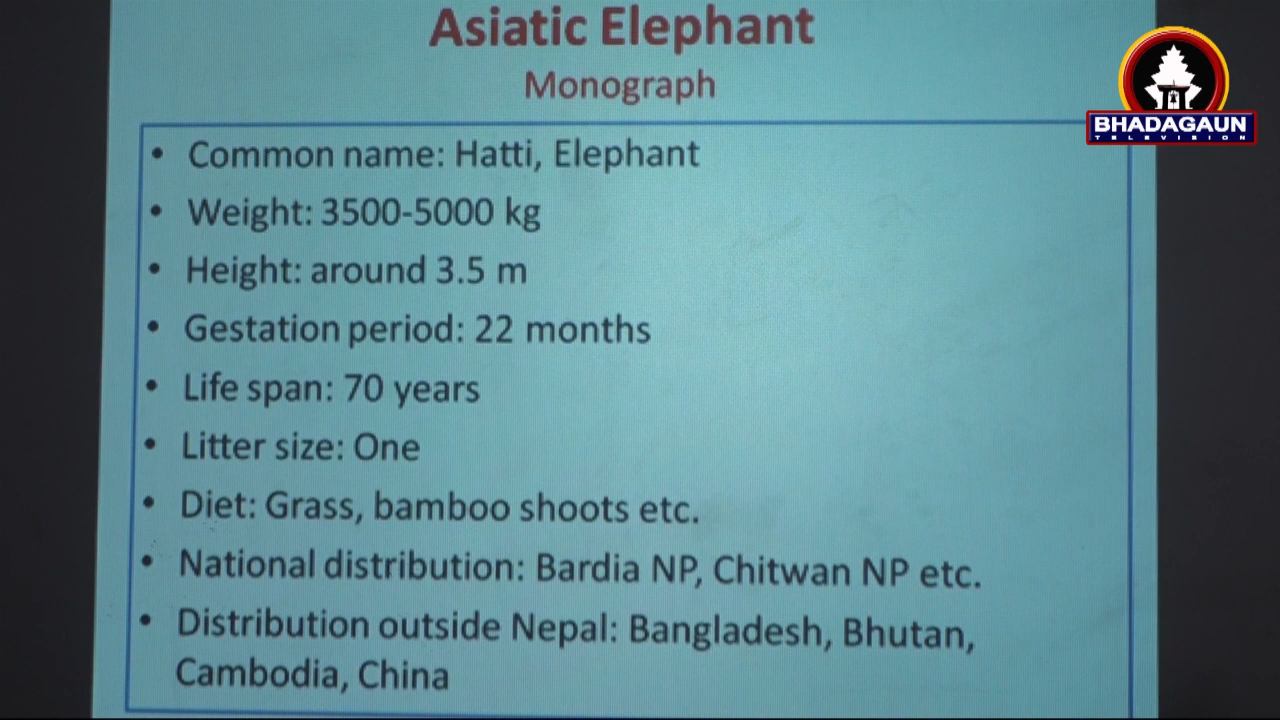 Asiatic Elephant
Monograph
BHADAGAUN
TELEVISION
• Common name: Hatti, Elephant
• Weight: 3500-5000 kg
• Height: around 3.5 m
• Gestation period: 22 months
• Life span: 70 years
• Litter size: One
• Diet: Grass, bamboo shoots etc.
• National distribution: Bardia NP, Chitwan NP etc.
• Distribution outside Nepal: Bangladesh, Bhutan,
Cambodia, China